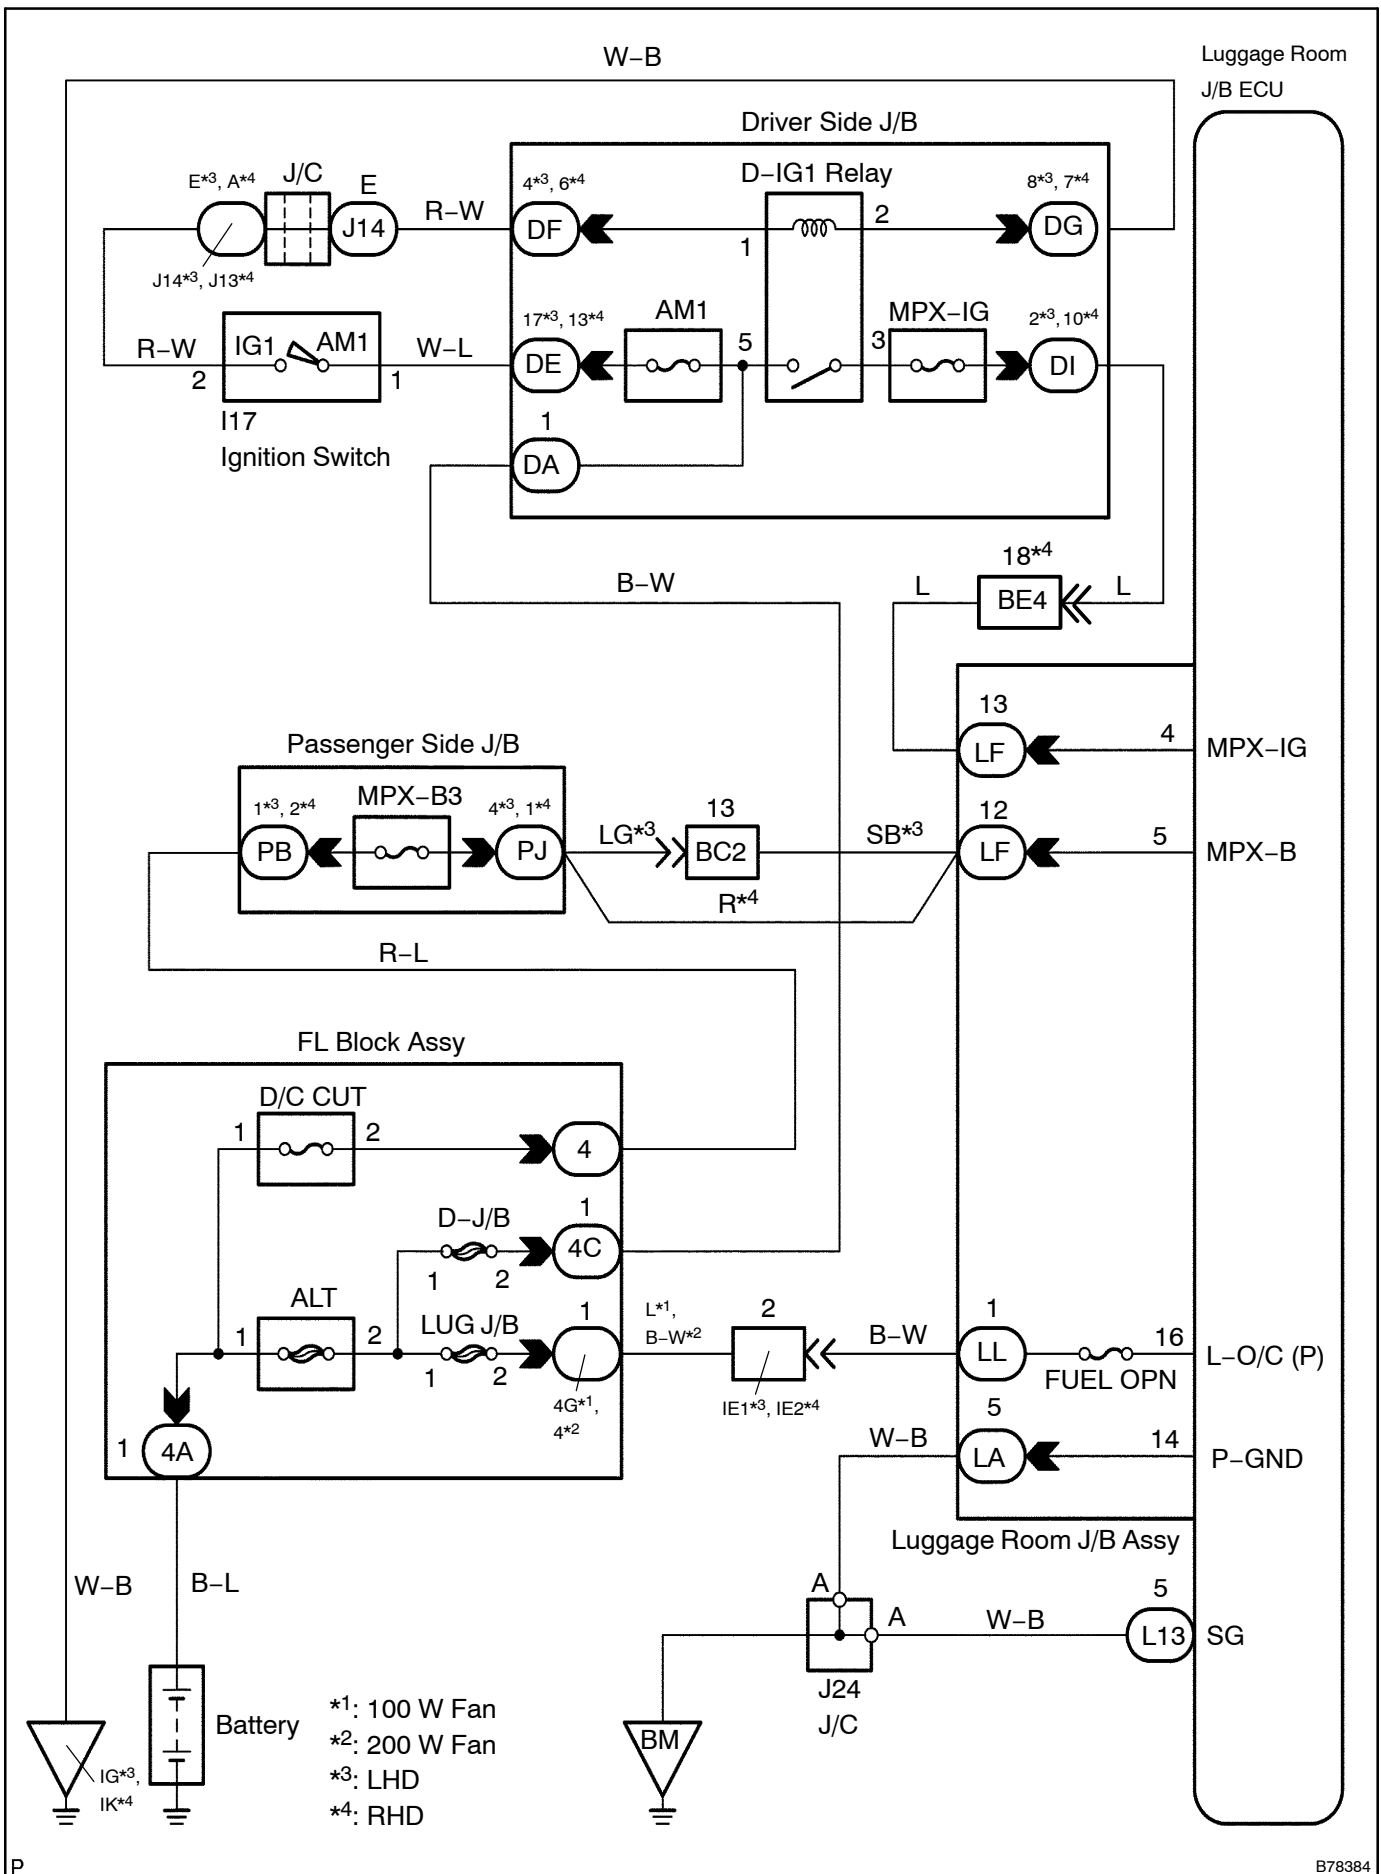 W–B
Luggage Room
J/B ECU
Driver Side J/B
E*3, A*4
J/C
E
J14
R–W
4*3, 6*4
DF
D–IG1 Relay
1
2
8*3, 7*4
DG
J14*3, J13*4
R–W
2
IG1
AM1
1
W–L
I17
Ignition Switch
17*3, 13*4
DE
AM1
5
3
MPX–IG
2*3, 10*4
DI
1
DA
B–W
18*4
L
BE4
L
13
LF
4
MPX–IG
Passenger Side J/B
1*3, 2*4
PB
MPX–B3
4*3, 1*4
PJ
LG*3
13
BC2
SB*3
12
LF
5
MPX–B
R*4
R–L
FL Block Assy
D/C CUT
1
2
4
D–J/B
1
2
1
4C
ALT
1
2
LUG J/B
1
2
1
4G*1,
4*2
L*1,
B–W*2
2
IE1*3, IE2*4
B–W
1
LL
FUEL OPN
16
L–O/C (P)
1
4A
W–B
5
LA
14
P–GND
Luggage Room J/B Assy
W–B
B–L
A
A
W–B
5
L13
SG
J24
J/C
Battery
BM
IG*3,
IK*4
*1: 100 W Fan
*2: 200 W Fan
*3: LHD
*4: RHD
P
B78384